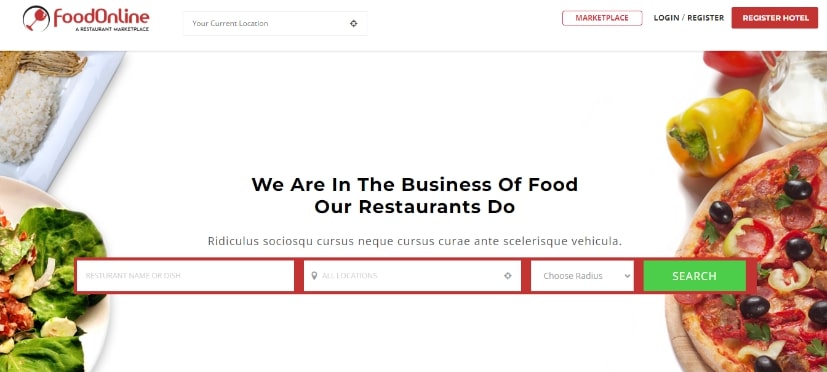 FoodOnline
A RESTAURANT MARKETPLACE
Your Current Location
MARKETPLACE
LOGIN / REGISTER
REGISTER HOTEL
We Are In The Business Of Food
Our Restaurants Do
Ridiculus sociosqu cursus neque cursus curae ante scelerisque vehicula.
RESTURANT NAME OR DISH
ALL LOCATIONS
Choose Radius
SEARCH